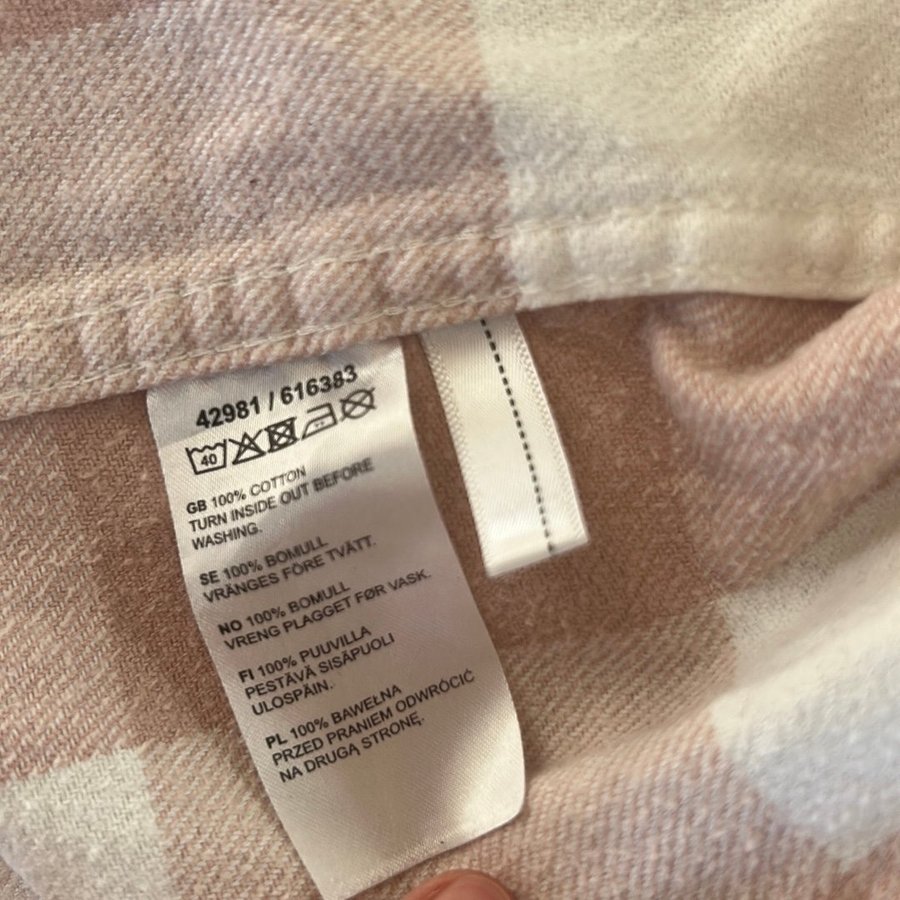 42981 / 616383
40
GB 100% COTTON
TURN INSIDE OUT BEFORE
WASHING.
SE 100% BOMULL
VRÄNGES FÖRE TVÄTT.
NO 100% BOMULL
VRENG PLAGGET FØR VASK.
FI 100% PUUVILLA
PESTÄVÄ SISÄPUOLI
ULOSPÄIN.
PL 100% BAWEŁNA
PRZED PRANIEM ODWRÓCIĆ
NA DRUGĄ STRONĘ.